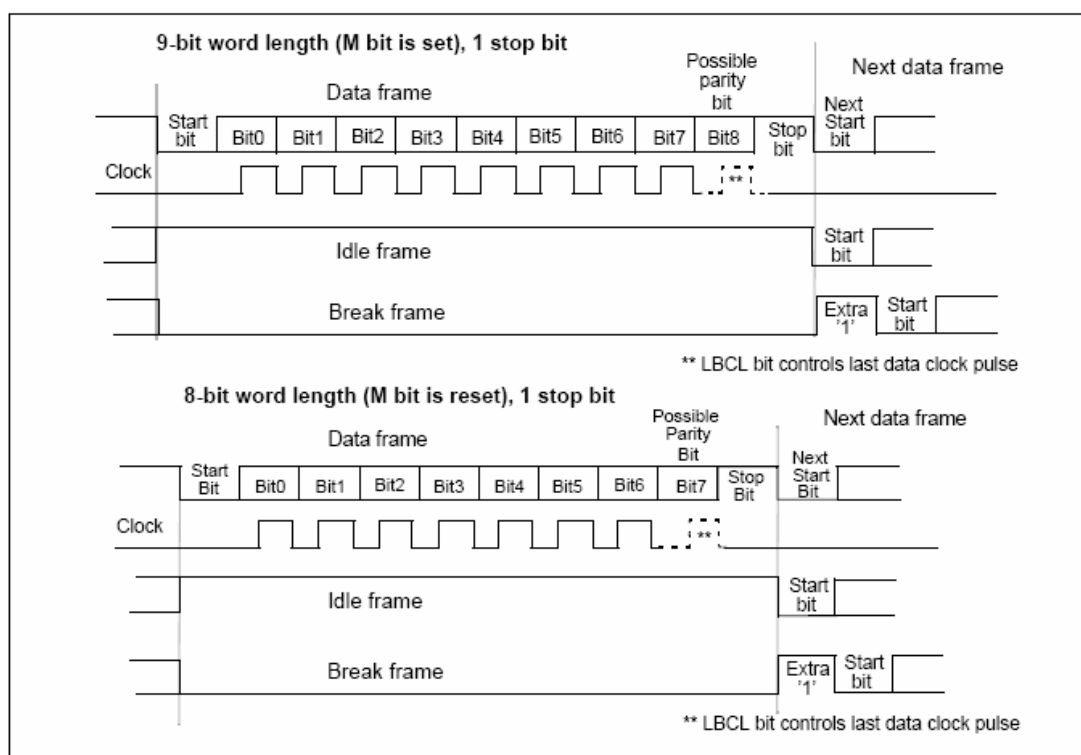 9-bit word length (M bit is set), 1 stop bit
Possible
parity
bit
Next data frame
Data frame
Start
bit
Bit0
Bit1
Bit2
Bit3
Bit4
Bit5
Bit6
Bit7
Bit8
Stop
bit
Next
Start
bit
Clock
**
Idle frame
Start
bit
Break frame
Extra
'1'
Start
bit
** LBCL bit controls last data clock pulse
8-bit word length (M bit is reset), 1 stop bit
Possible
Parity
Bit
Next data frame
Data frame
Start
Bit
Bit0
Bit1
Bit2
Bit3
Bit4
Bit5
Bit6
Bit7
Stop
Bit
Next
Start
Bit
Clock
**
Idle frame
Start
bit
Break frame
Extra
'1'
Start
bit
** LBCL bit controls last data clock pulse